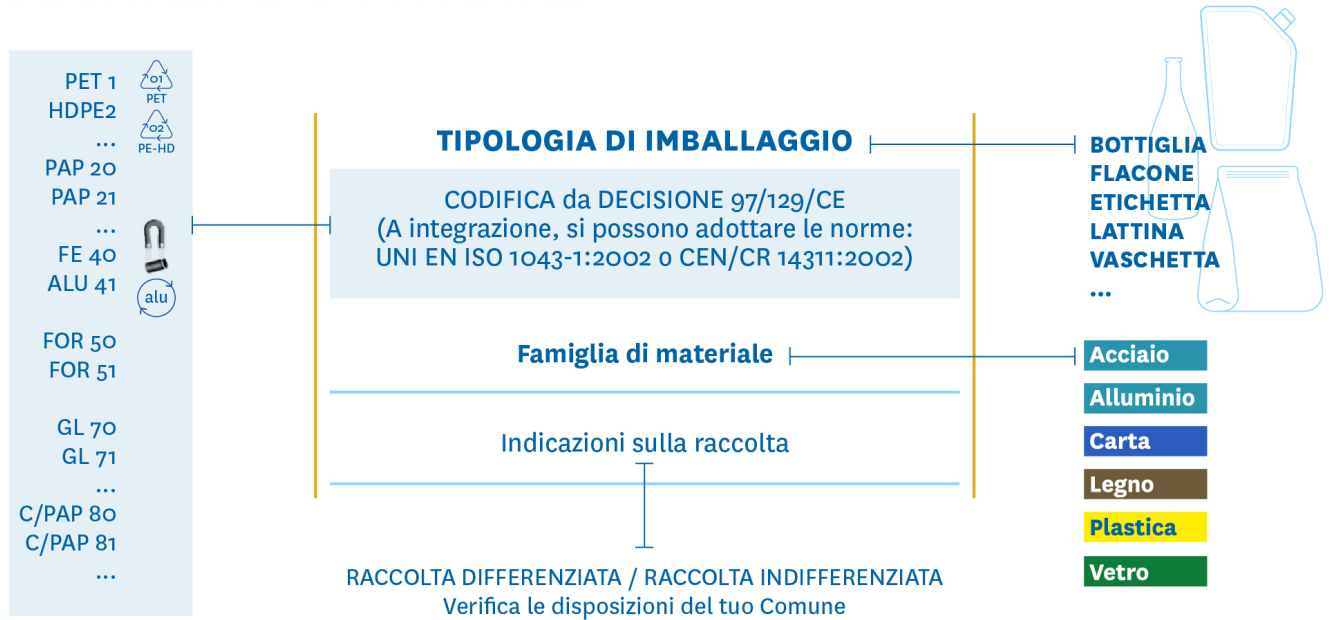 PET 1
HDPE2
...
PAP 20
PAP 21
...
FE 40
ALU 41
FOR 50
FOR 51
GL 70
GL 71
...
C/PAP 80
C/PAP 81
...
01
PET
02
PE-HD
alu
TIPOLOGIA DI IMBALLAGGIO
CODIFICA da DECISIONE 97/129/CE
(A integrazione, si possono adottare le norme:
UNI EN ISO 1043-1:2002 o CEN/CR 14311:2002)
Famiglia di materiale
Indicazioni sulla raccolta
RACCOLTA DIFFERENZIATA / RACCOLTA INDIFFERENZIATA
Verifica le disposizioni del tuo Comune
BOTTIGLIA
FLACONE
ETICHETTA
LATTINA
VASCHETTA
...
Acciaio
Alluminio
Carta
Legno
Plastica
Vetro